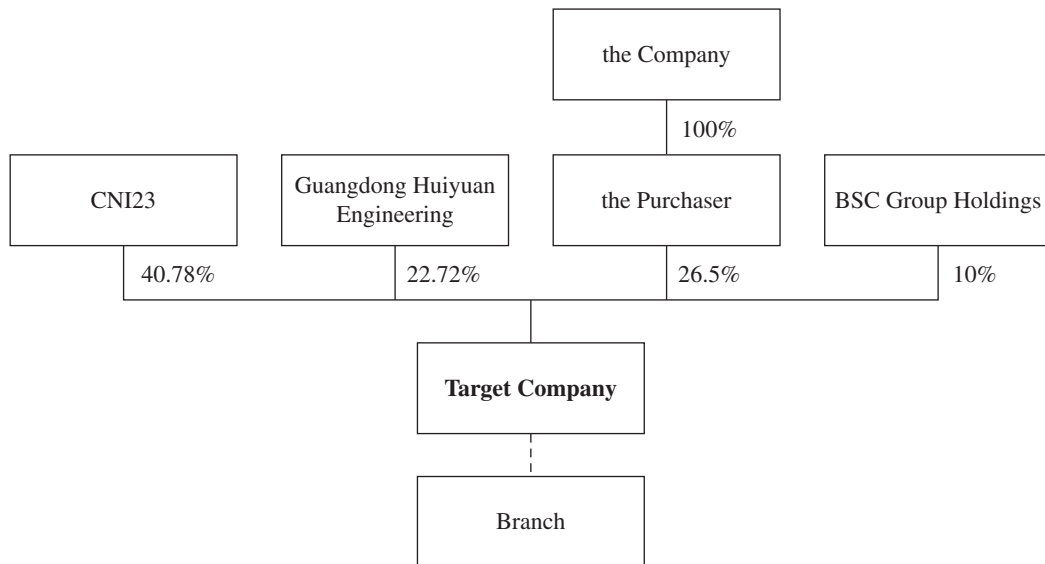 the Company
100%
CNI23
Guangdong Huiyuan
Engineering
the Purchaser
BSC Group Holdings
40.78%
22.72%
26.5%
10%
Target Company
Branch